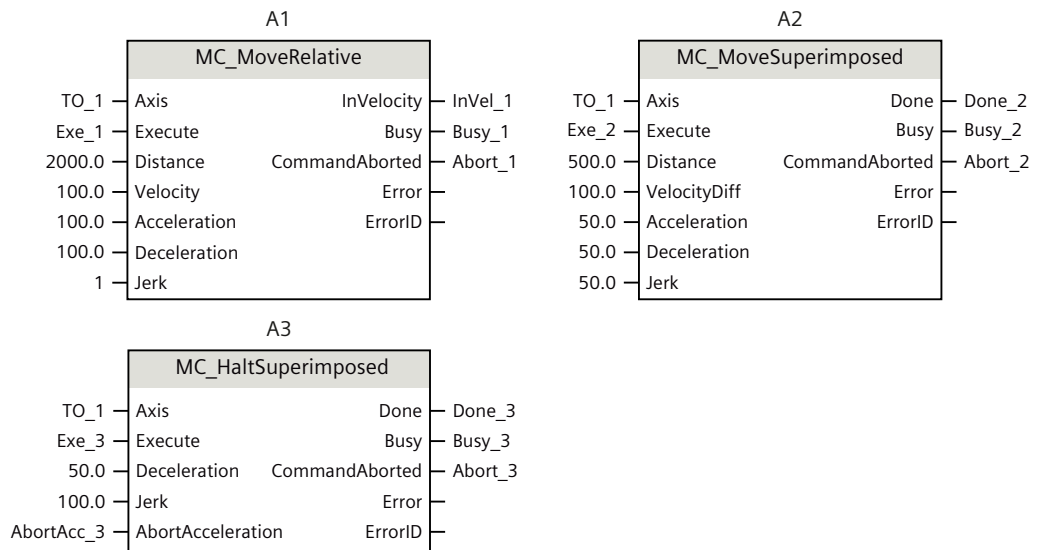 A1 A2
MC_MoveRelative MC_MoveSuperimposed
TO_1 Axis InVelocity InVel_1 TO_1 Axis Done Done_2
Exe_1 Execute Busy Busy_1 Exe_2 Execute Busy Busy_2
2000.0 Distance CommandAborted Abort_1 500.0 Distance CommandAborted Abort_2
100.0 Velocity Error 100.0 VelocityDiff Error
100.0 Acceleration ErrorID 50.0 Acceleration ErrorID
100.0 Deceleration 50.0 Deceleration
1 Jerk 50.0 Jerk
A3
MC_HaltSuperimposed
TO_1 Axis Done Done_3
Exe_3 Execute Busy Busy_3
50.0 Deceleration CommandAborted Abort_3
100.0 Jerk Error
AbortAcc_3 AbortAcceleration ErrorID